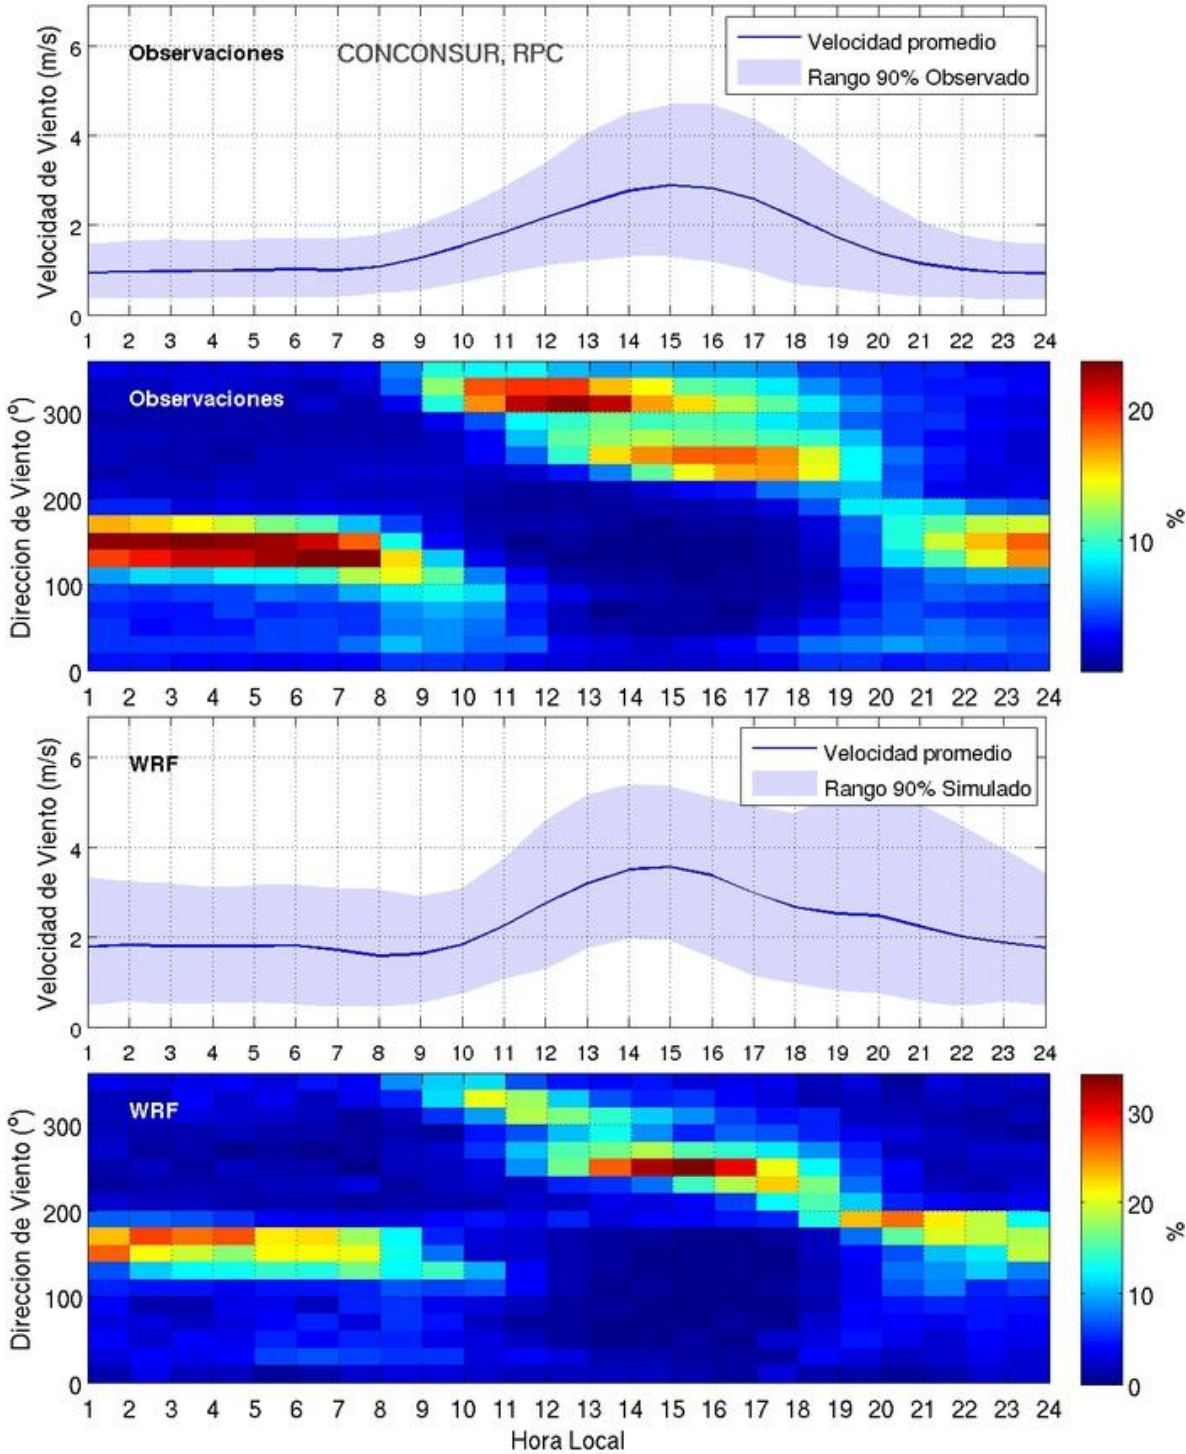 Velocidad de Viento (m/s)
6
4
2
0
Observaciones CONCONSUR, RPC
Velocidad promedio
Rango 90% Observado
1 2 3 4 5 6 7 8 9 10 11 12 13 14 15 16 17 18 19 20 21 22 23 24
Direccion de Viento (º)
300
200
100
0
Observaciones
20
10
%
1 2 3 4 5 6 7 8 9 10 11 12 13 14 15 16 17 18 19 20 21 22 23 24
Velocidad de Viento (m/s)
6
4
2
0
WRF
Velocidad promedio
Rango 90% Simulado
1 2 3 4 5 6 7 8 9 10 11 12 13 14 15 16 17 18 19 20 21 22 23 24
Direccion de Viento (º)
300
200
100
0
WRF
30
20
10
0
%
1 2 3 4 5 6 7 8 9 10 11 12 13 14 15 16 17 18 19 20 21 22 23 24
Hora Local